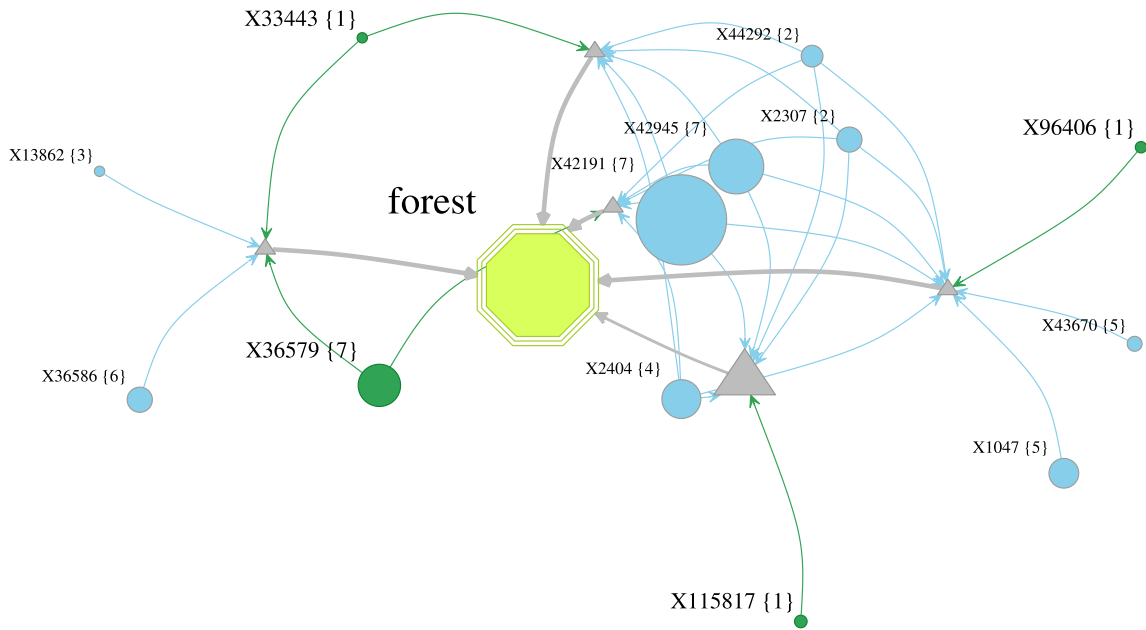 X33443 {1}
X44292 {2}
X2307 {2}
X42945 {7}
X96406 {1}
X13862 {3}
X42191 {7}
forest
X43670 {5}
X36579 {7}
X2404 {4}
X36586 {6}
X1047 {5}
X115817 {1}